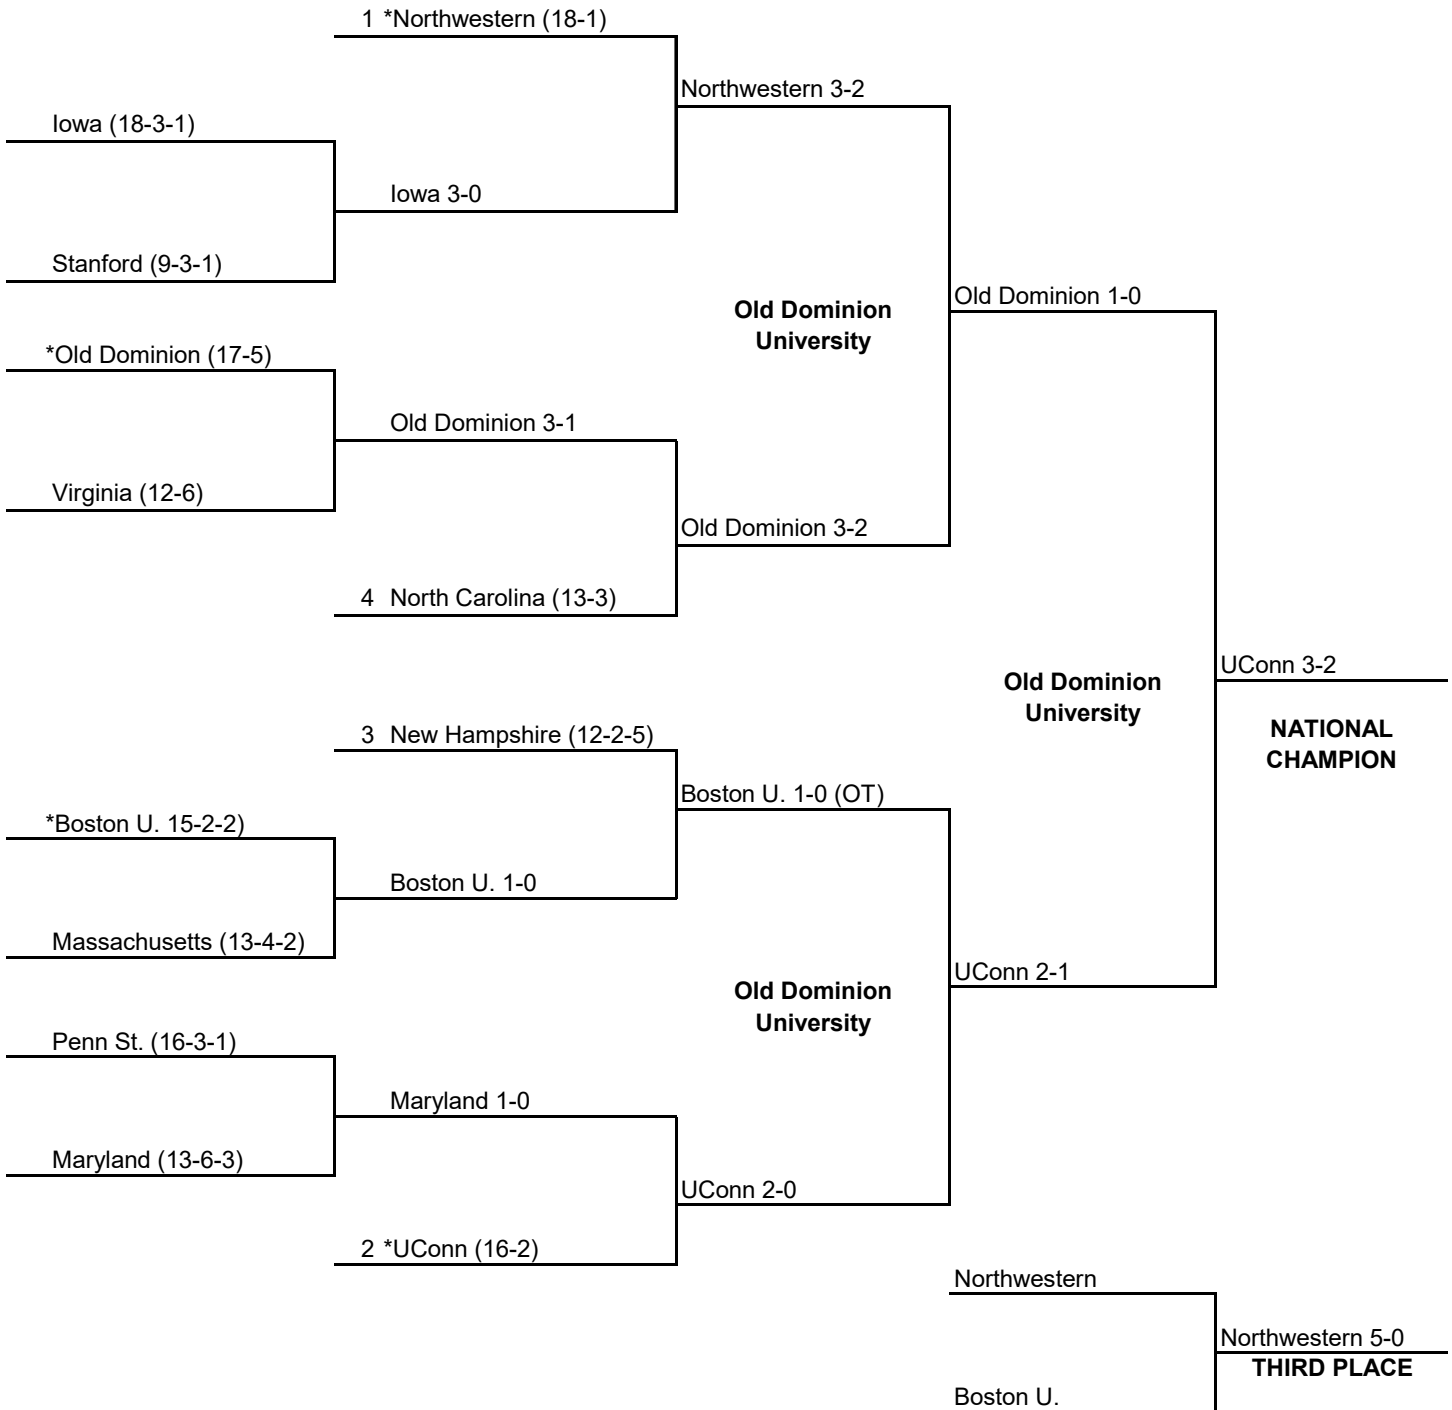 1 *Northwestern (18-1)
Northwestern 3-2
Iowa (18-3-1)
Iowa 3-0
Stanford (9-3-1)
Old Dominion 1-0
Old Dominion
University
*Old Dominion (17-5)
Old Dominion 3-1
Virginia (12-6)
Old Dominion 3-2
4 North Carolina (13-3)
UConn 3-2
Old Dominion
University
NATIONAL
CHAMPION
3 New Hampshire (12-2-5)
Boston U. 1-0 (OT)
*Boston U. 15-2-2)
Boston U. 1-0
Massachusetts (13-4-2)
UConn 2-1
Old Dominion
University
Penn St. (16-3-1)
Maryland 1-0
Maryland (13-6-3)
UConn 2-0
2 *UConn (16-2)
Northwestern
Northwestern 5-0
THIRD PLACE
Boston U.